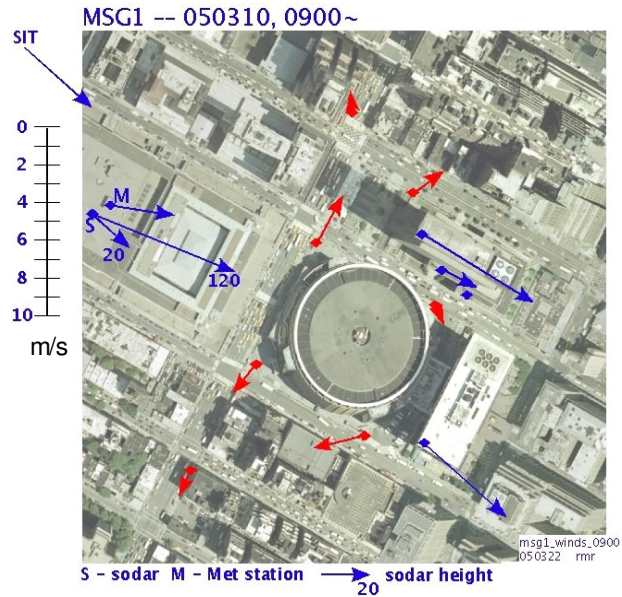 MSG1 -- 050310, 0900~
SIT
0
2
4
6
8
10
m/s
M
S
20
120
msg1_winds_0900
050322 rmr
S - sodar M - Met station 20 sodar height